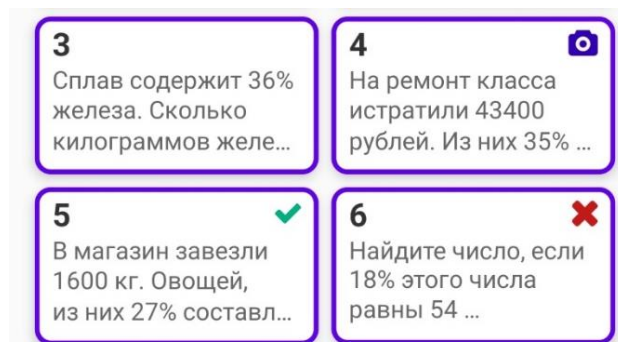 3
Сплав содержит 36%
железа. Сколько
килограммов желе...
4
На ремонт класса
истратили 43400
рублей. Из них 35% ...
5
В магазин завезли
1600 кг. Овощей,
из них 27% составл...
6
Найдите число, если
18% этого числа
равны 54 ...